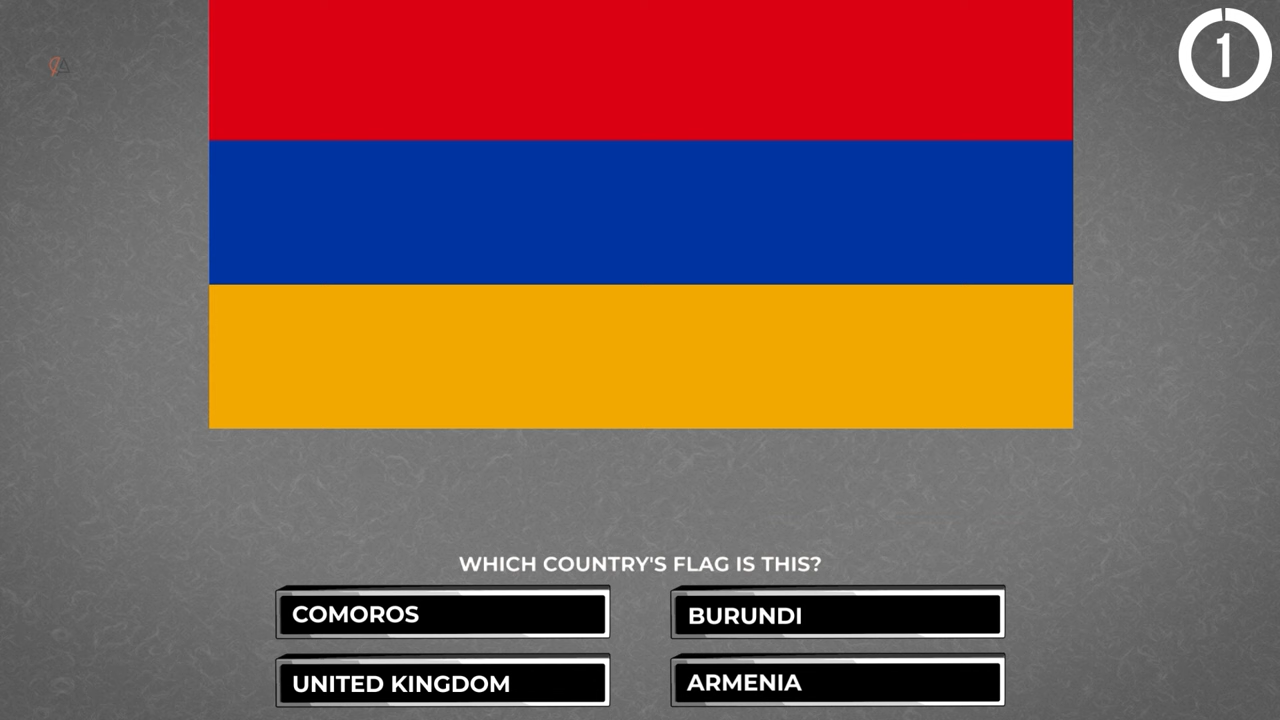 1
WHICH COUNTRY'S FLAG IS THIS?
COMOROS
BURUNDI
UNITED KINGDOM
ARMENIA